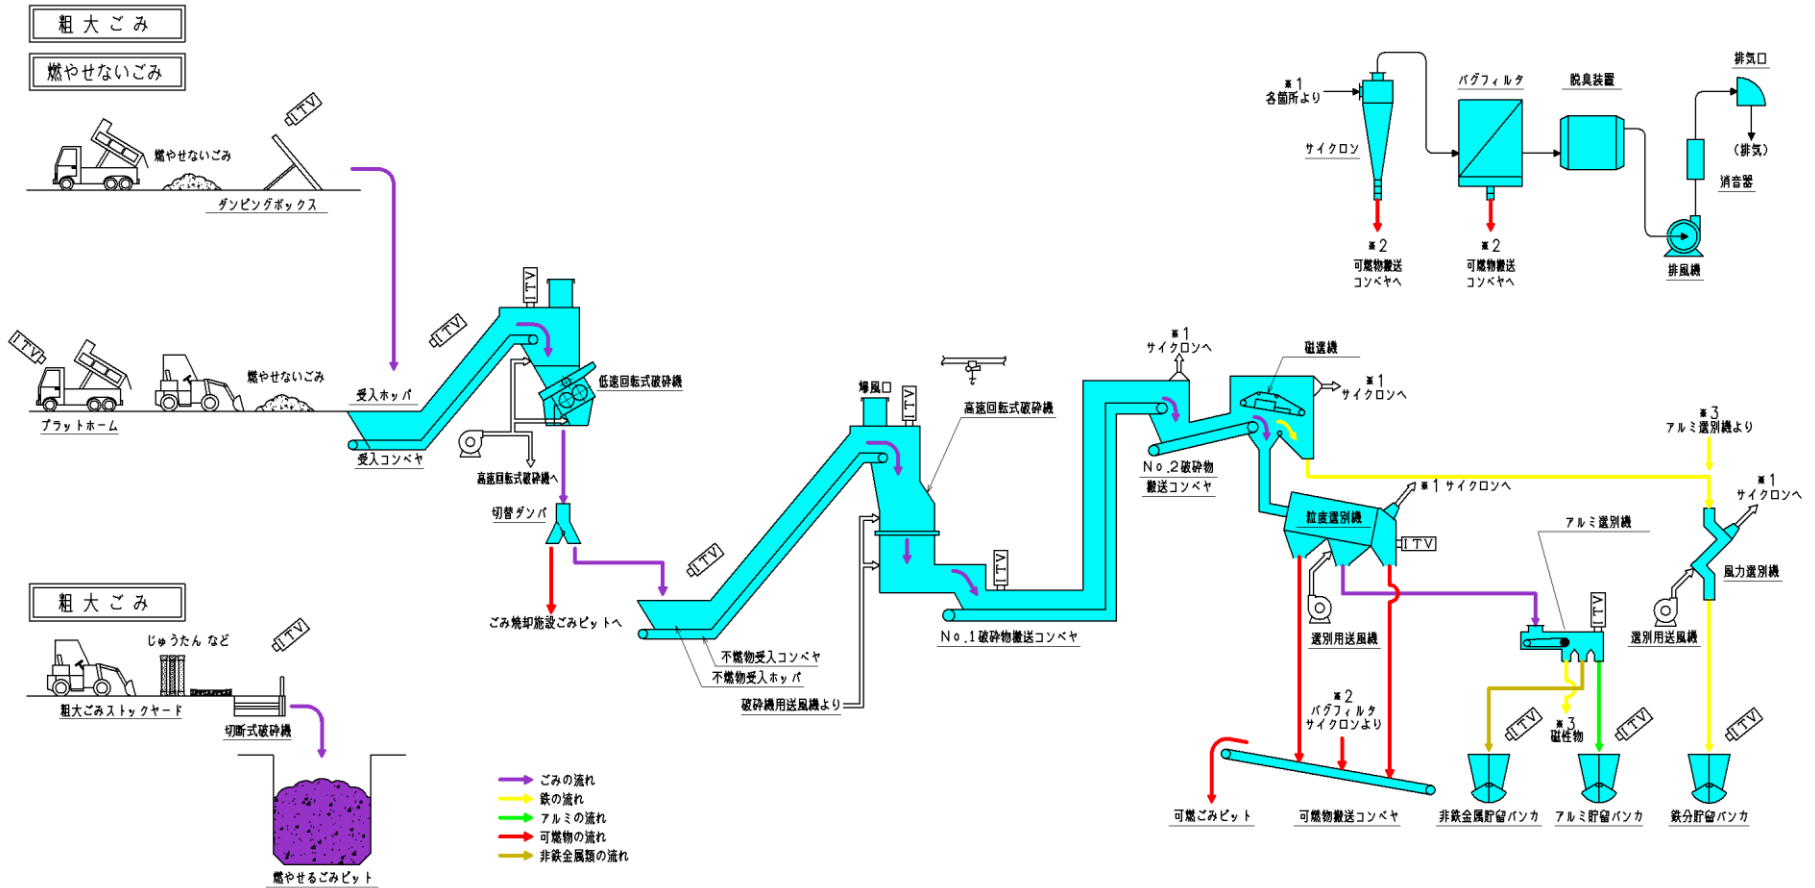 粗大ごみ
燃やせないごみ
ITV
燃やせないごみ
ダンピングボックス
ITV
燃やせないごみ
プラットホーム
受入ホッパ
受入コンベヤ
ITV
ITV
低速回転式破砕機
高速回転式破砕機へ
切替ダンパ
ごみ焼却施設ごみピットへ
粗大ごみ
じゅうたん など
ITV
粗大ごみストックヤード
切断式破砕機
燃やせるごみピット
ITV
不燃物受入コンベヤ
不燃物受入ホッパ
破砕機用送風機より
爆風口
ITV
高速回転式破砕機
ITV
No.1破砕物搬送コンベヤ
※1
サイクロンへ
No.2破砕物
搬送コンベヤ
磁選機
※1
サイクロンへ
粒度選別機
※1 サイクロンへ
ITV
選別用送風機
※2
バグフィルタ
サイクロンより
可燃ごみピット
可燃物搬送コンベヤ
※3
アルミ選別機より
※1
サイクロンへ
アルミ選別機
ITV
風力選別機
選別用送風機
※3
磁性物
ITV
ITV
ITV
非鉄金属貯留バンカ
アルミ貯留バンカ
鉄分貯留バンカ
※1
各箇所より
サイクロン
※2
可燃物搬送
コンベヤへ
バグフィルタ
※2
可燃物搬送
コンベヤへ
脱臭装置
排風機
消音器
排気口
(排気)
ごみの流れ
鉄の流れ
アルミの流れ
可燃物の流れ
非鉄金属類の流れ